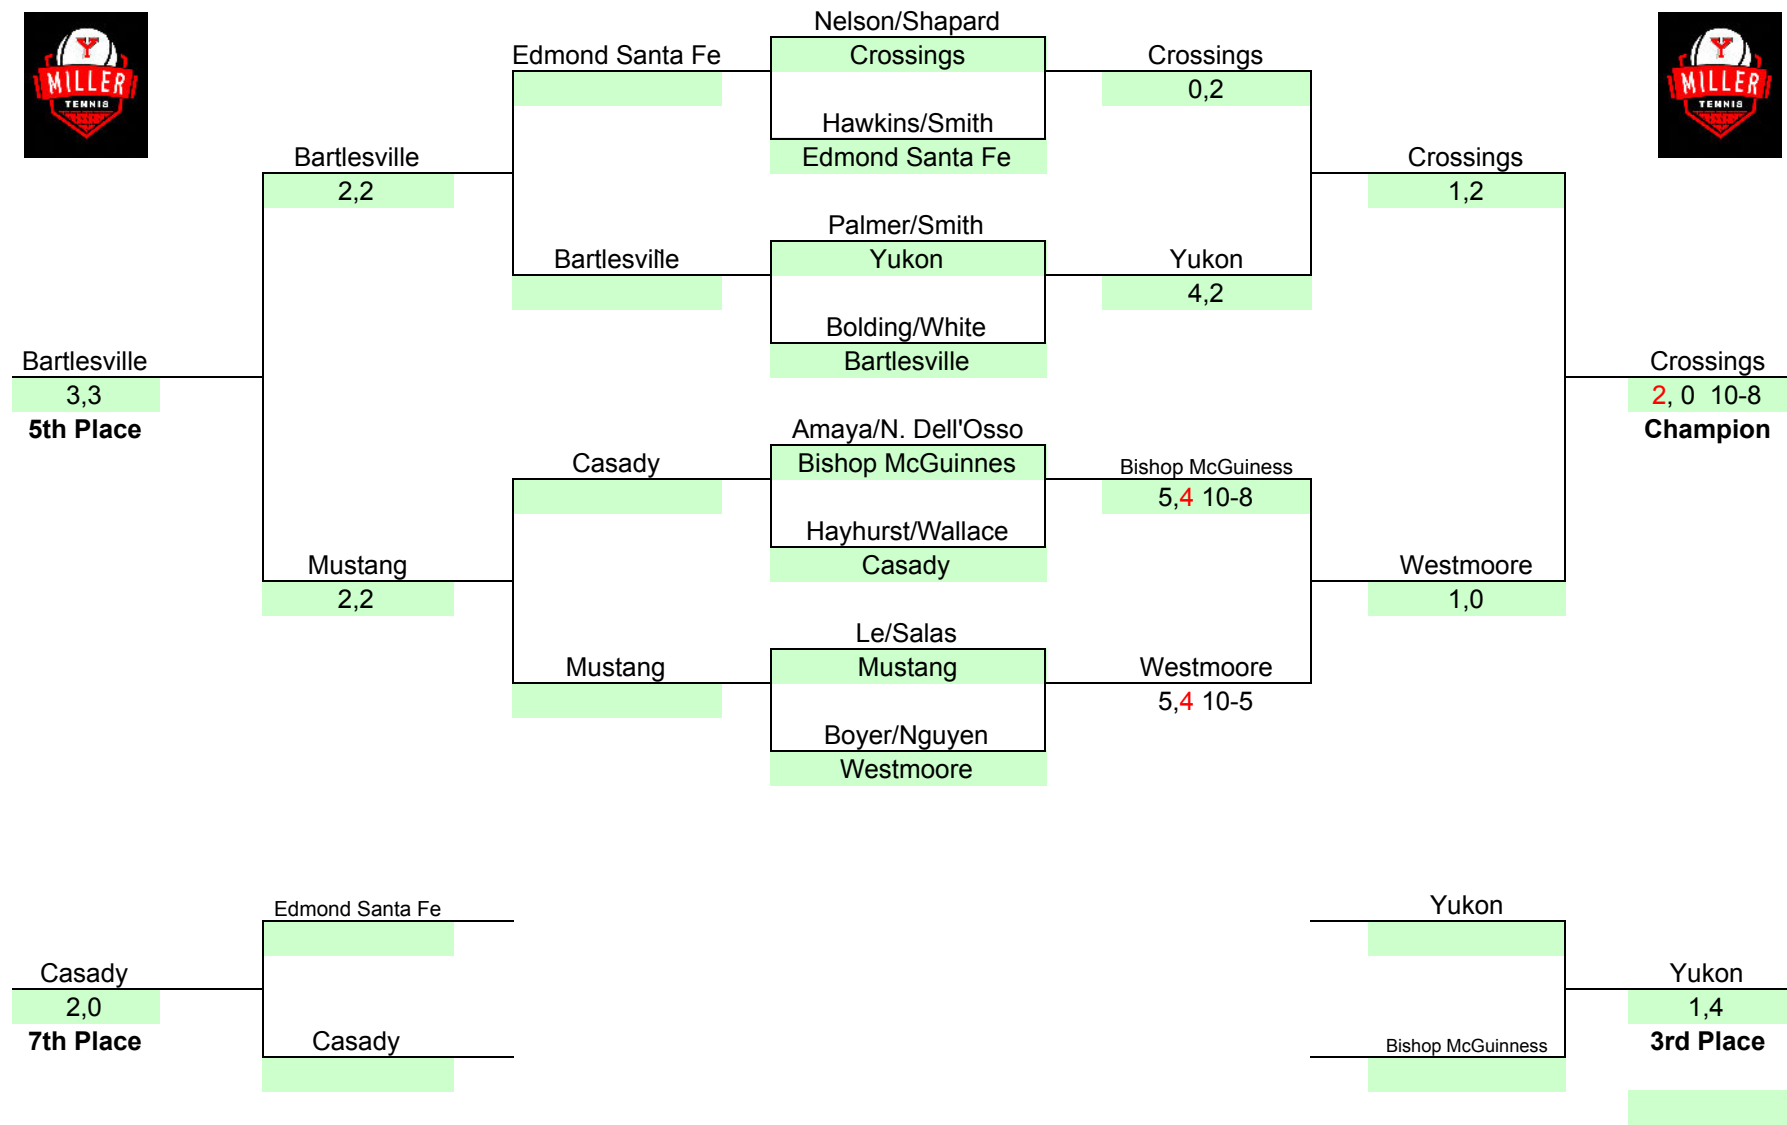 Y
MILLER
TENNIS
Nelson/Shapard
Edmond Santa Fe
Crossings
Crossings
0,2
Y
MILLER
TENNIS
Hawkins/Smith
Bartlesville
Edmond Santa Fe
Crossings
2,2
1,2
Palmer/Smith
Bartlesville
Yukon
Yukon
4,2
Bolding/White
Bartlesville
Bartlesville
Crossings
3,3
2, 0 10-8
5th Place
Champion
Amaya/N. Dell'Osso
Casady
Bishop McGuinnes
Bishop McGuiness
5,4 10-8
Hayhurst/Wallace
Mustang
Casady
Westmoore
2,2
1,0
Le/Salas
Mustang
Mustang
Westmoore
5,4 10-5
Boyer/Nguyen
Westmoore
Edmond Santa Fe
Yukon
Casady
Yukon
2,0
1,4
7th Place
Casady
Bishop McGuinness
3rd Place